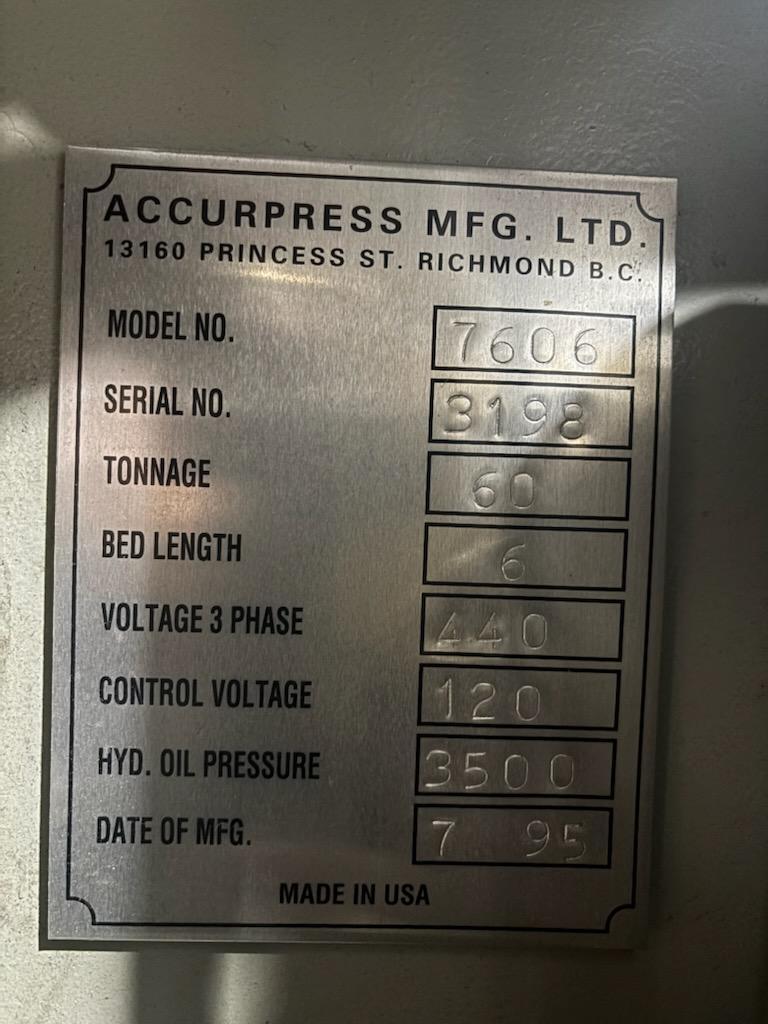 ACCURPRESS MFG. LTD.
13160 PRINCESS ST. RICHMOND B.C.
MODEL NO. 7606
SERIAL NO. 3198
TONNAGE 60
BED LENGTH 6
VOLTAGE 3 PHASE 440
CONTROL VOLTAGE 120
HYD. OIL PRESSURE 3500
DATE OF MFG. 7 95
MADE IN USA